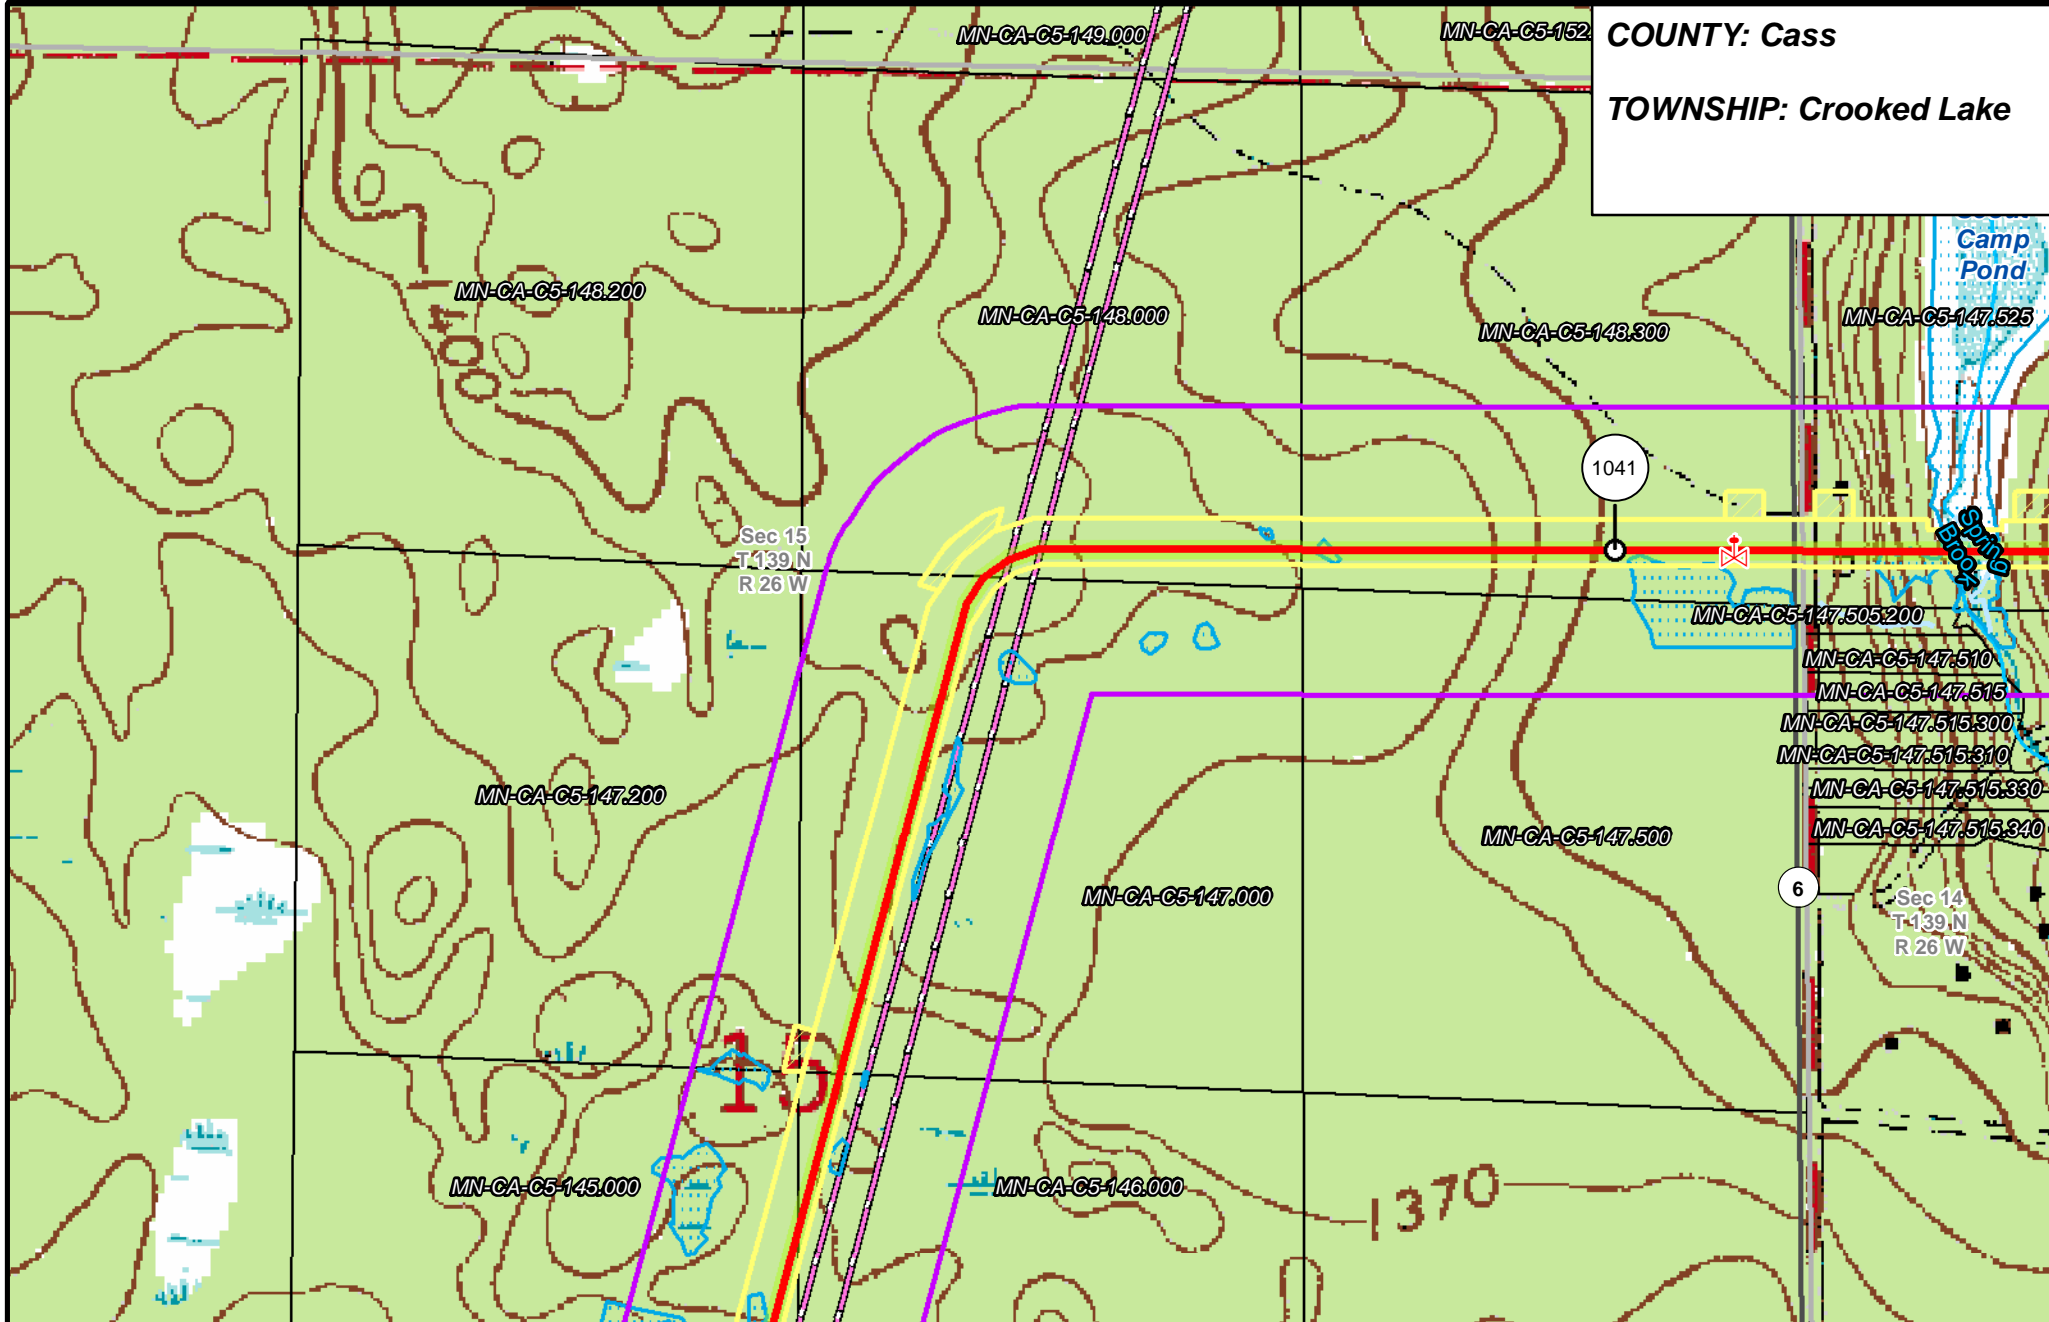 MN-CA-C5-149.000
MN-CA-C5-152
COUNTY: Cass
TOWNSHIP: Crooked Lake
Camp
Pond
MN-CA-C5-148.200
MN-CA-C5-148.000
MN-CA-C5-148.300
MN-CA-C5-147.525
1041
Sec 15
T 139 N
R 26 W
Spring
Brook
MN-CA-C5-147.505.200
MN-CA-C5-147.510
MN-CA-C5-147.515
MN-CA-C5-147.515.300
MN-CA-C5-147.515.310
MN-CA-C5-147.515.330
MN-CA-C5-147.515.340
MN-CA-C5-147.200
MN-CA-C5-147.500
MN-CA-C5-147.000
6
Sec 14
T 139 N
R 26 W
15
MN-CA-C5-145.000
MN-CA-C5-146.000
1370